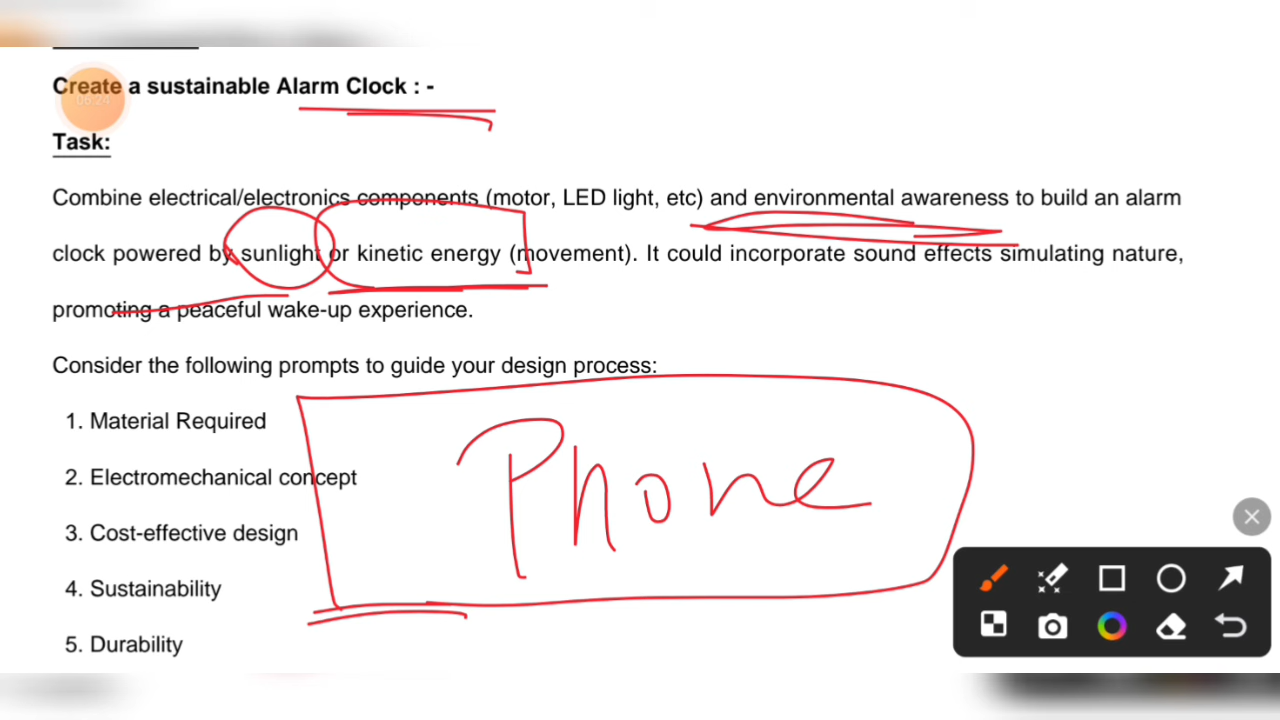 Create a sustainable Alarm Clock : -
06:24
Task:
Combine electrical/electronics components (motor, LED light, etc) and environmental awareness to build an alarm
clock powered by sunlight or kinetic energy (movement). It could incorporate sound effects simulating nature,
promoting a peaceful wake-up experience.
Consider the following prompts to guide your design process:
1. Material Required
2. Electromechanical concept
3. Cost-effective design
4. Sustainability
5. Durability
Phone